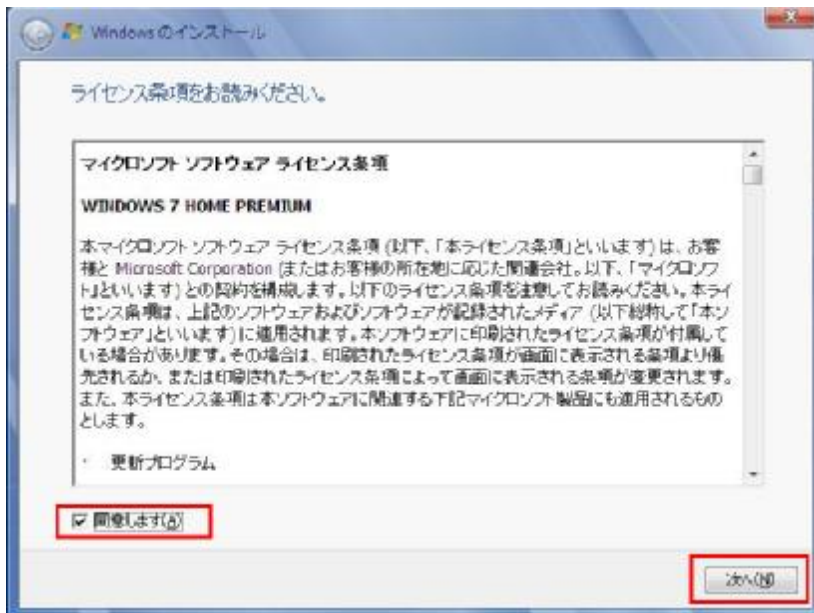 Windows のインストール
ライセンス条項をお読みください。
マイクロソフト ソフトウェア ライセンス条項
WINDOWS 7 HOME PREMIUM
本マイクロソフト ソフトウェア ライセンス条項 (以下、「本ライセンス条項」といいます) は、お客
様と Microsoft Corporation (またはお客様の所在地に応じた関連会社。以下、「マイクロソフ
ト」といいます) との契約を構成します。以下のライセンス条項を注意してお読みください。本ライ
センス条項は、上記のソフトウェアおよびソフトウェアが記録されたメディア (以下総称して「本ソ
フトウェア」といいます) に適用されます。本ソフトウェアに印刷されたライセンス条項が付属して
いる場合があります。その場合は、印刷されたライセンス条項が画面に表示される条項より優
先されるか、または印刷されたライセンス条項によって画面に表示される条項が変更されます。
また、本ライセンス条項は本ソフトウェアに関連する下記マイクロソフト製品にも適用されるもの
とします。
・ 更新プログラム
同意します(A)
次へ(N)